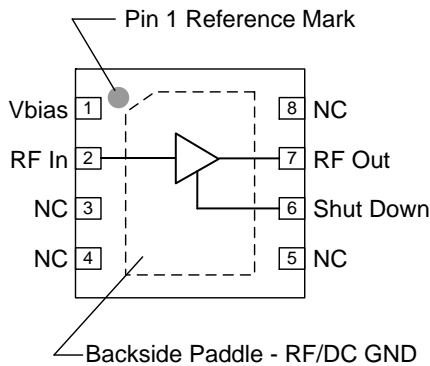 Pin 1 Reference Mark
Vbias 1
8 NC
RF In 2
7 RF Out
NC 3
6 Shut Down
NC 4
5 NC
Backside Paddle - RF/DC GND